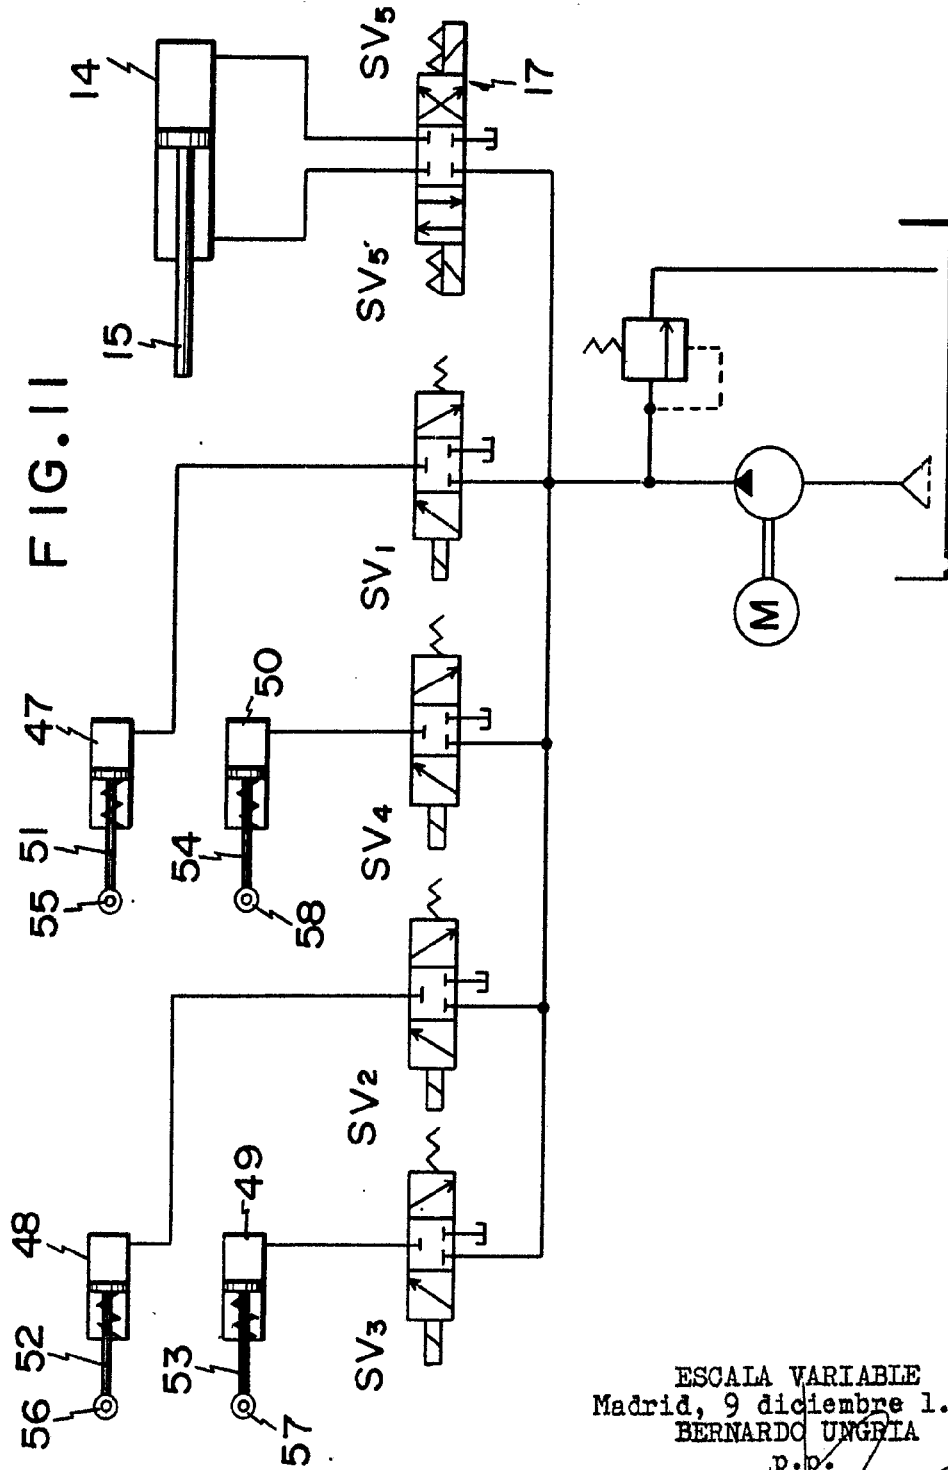 FIG.11
14
15
SV5
17
SV5'
47
51
55
50
54
58
SV1
SV4
48
52
56
49
53
57
SV2
SV3
M
ESCALA VARIABLE
Madrid, 9 diciembre 1.
BERNARDO UNGRIA
p.p.